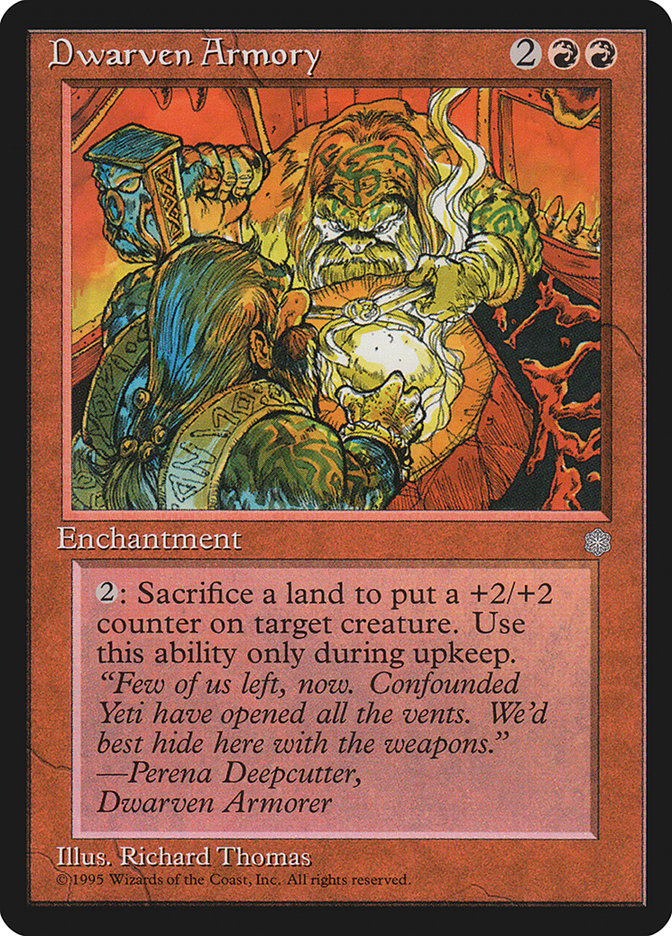 Dwarven Armory 2
Enchantment
2: Sacrifice a land to put a +2/+2
counter on target creature. Use
this ability only during upkeep.
“Few of us left, now. Confounded
Yeti have opened all the vents. We’d
best hide here with the weapons.”
—Perena Deepcutter,
Dwarven Armorer
Illus. Richard Thomas
©1995 Wizards of the Coast, Inc. All rights reserved.